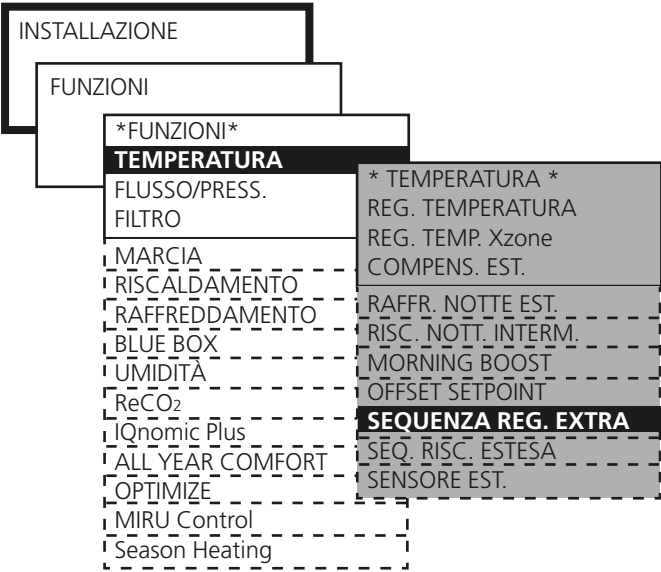 INSTALLAZIONE
FUNZIONI
*FUNZIONI*
TEMPERATURA
FLUSSO/PRESS.
FILTRO
MARCIA
RISCALDAMENTO
RAFFREDDAMENTO
BLUE BOX
UMIDITÀ
ReCO₂
IQnomic Plus
ALL YEAR COMFORT
OPTIMIZE
MIRU Control
Season Heating
* TEMPERATURA *
REG. TEMPERATURA
REG. TEMP. Xzone
COMPENS. EST.
RAFFR. NOTTE EST.
RISC. NOTT. INTERM.
MORNING BOOST
OFFSET SETPOINT
SEQUENZA REG. EXTRA
SEQ. RISC. ESTESA
SENSORE EST.